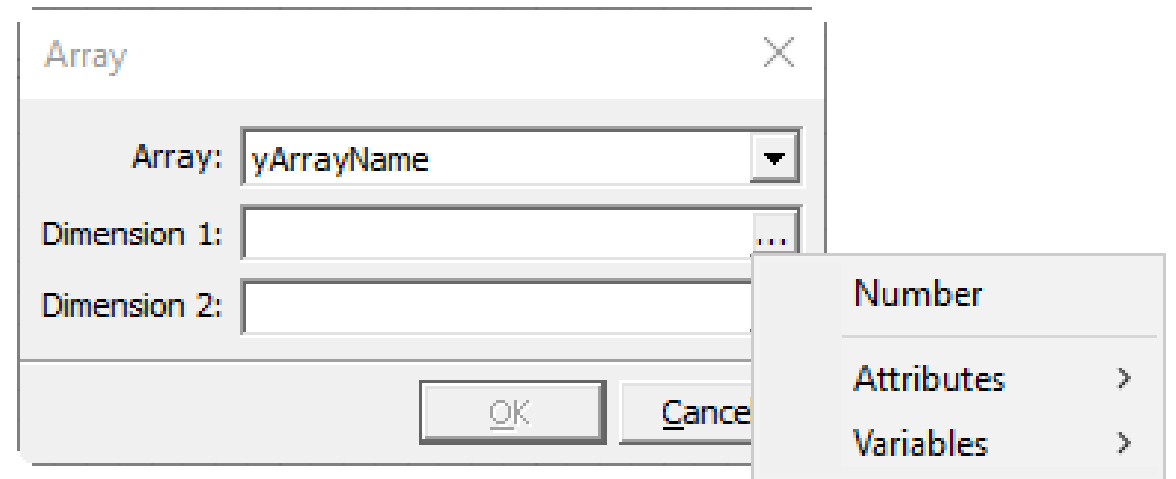 Array
Array: yArrayName
Dimension 1: ...
Dimension 2:
Number
Attributes >
Variables >
OK Cance